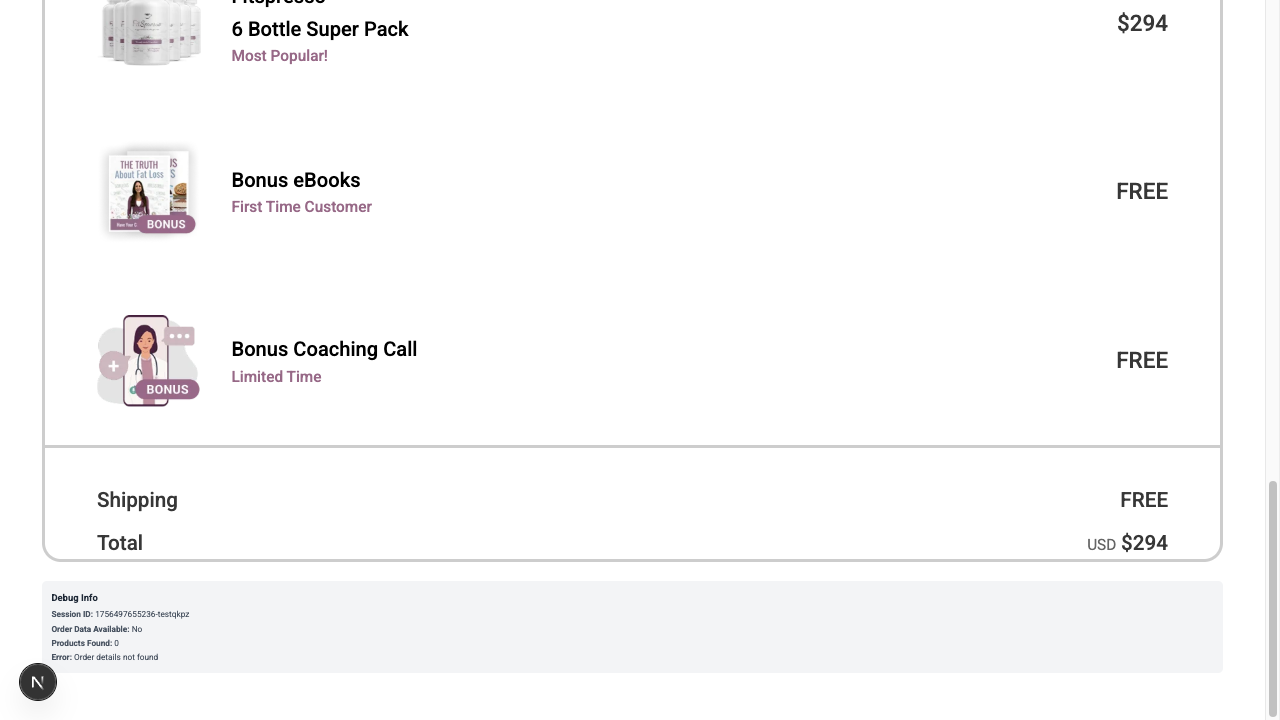 Fitspresso
6 Bottle Super Pack
$294
Most Popular!
THE TRUTH
About Fat Loss
BONUS
Bonus eBooks
First Time Customer
FREE
BONUS
Bonus Coaching Call
Limited Time
FREE
Shipping
FREE
Total
USD $294
Debug Info
Session ID: 1756497655236-testqkpz
Order Data Available: No
Products Found: 0
Error: Order details not found
N